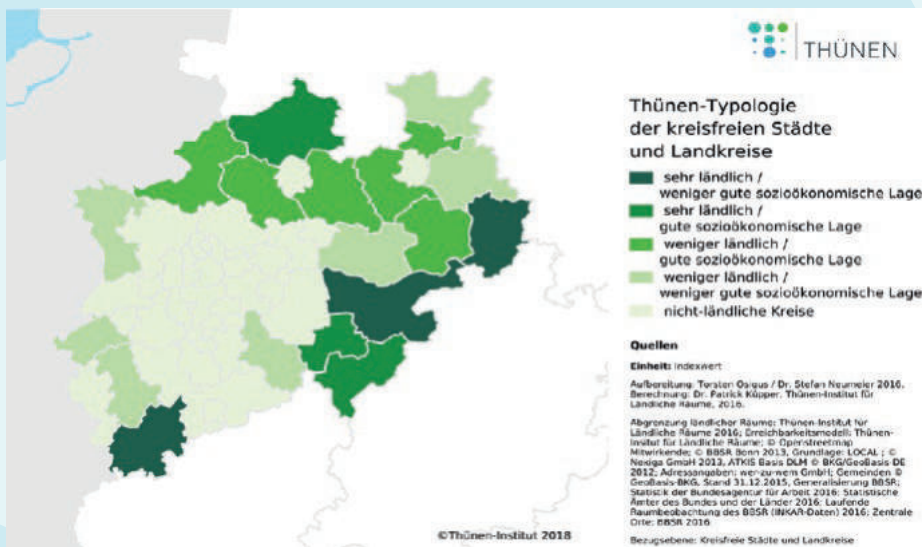 THÜNEN
Thünen-Typologie
der kreisfreien Städte
und Landkreise
sehr ländlich /
weniger gute sozioökonomische Lage
sehr ländlich /
gute sozioökonomische Lage
weniger ländlich /
gute sozioökonomische Lage
weniger ländlich /
weniger gute sozioökonomische Lage
nicht-ländliche Kreise
Quellen
Einheit: Indexwert
Aufbereitung: Torsten Osigus / Dr. Stefan Neumeier 2016.
Berechnung: Dr. Patrick Küpper. Thünen-Institut für
Ländliche Räume, 2016.
Abgrenzung ländlicher Räume: Thünen-Institut für
Ländliche Räume 2016; Erreichbarkeitsmodell: Thünen-
Insitut für Ländliche Räume; © Openstreetmap
Mitwirkende; © BBSR Bonn 2013, Grundlage: LOCAL ; ©
Nexiga GmbH 2013, ATKIS Basis DLM © BKG/GeoBasis-DE
2012; Adressangaben: wer-zu-wem GmbH; Gemeinden ©
GeoBasis-BKG, Stand 31.12.2015, Generalisierung BBSR;
Statistik der Bundesagentur für Arbeit 2016; Statistische
Ämter des Bundes und der Länder 2016; Laufende
Raumbeobachtung des BBSR (INKAR-Daten) 2016; Zentrale
Orte: BBSR 2016
Bezugsebene: Kreisfreie Städte und Landkreise
©Thünen-Institut 2018